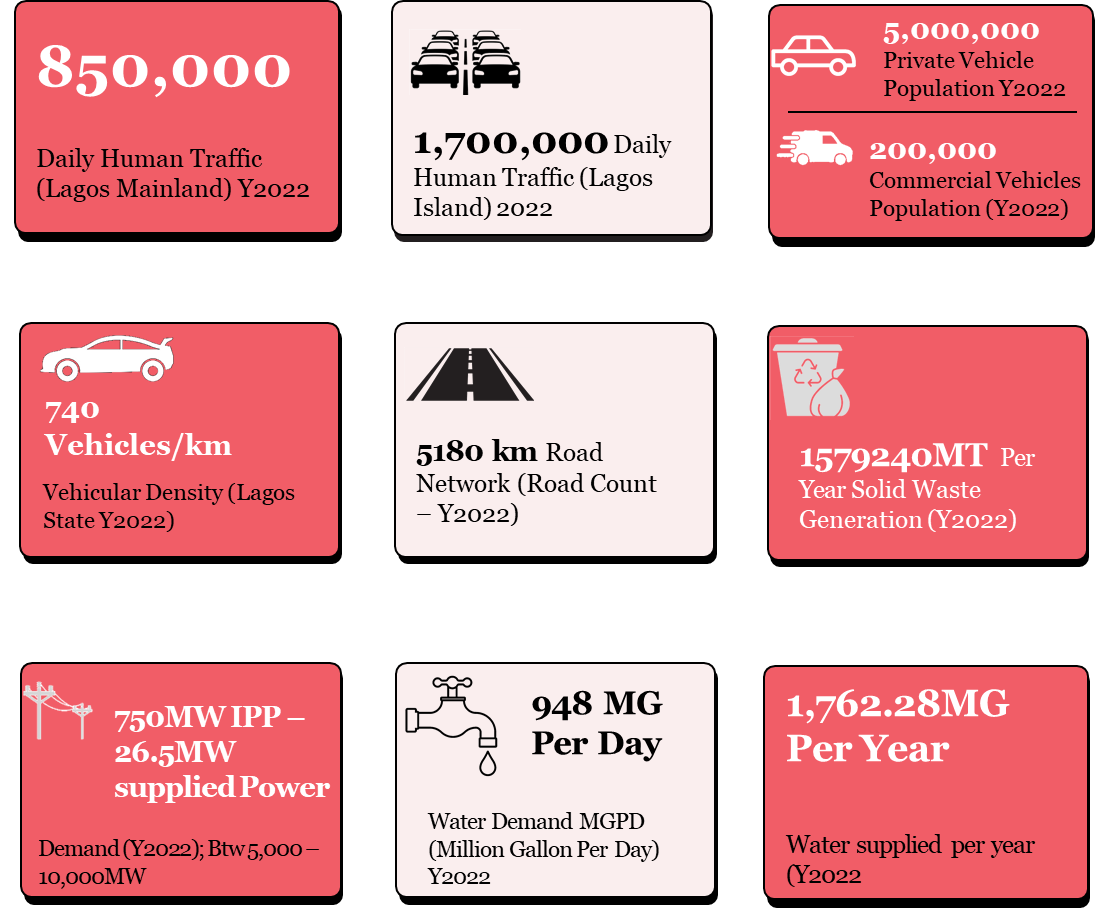 850,000
Daily Human Traffic
(Lagos Mainland) Y2022
1,700,000 Daily
Human Traffic (Lagos
Island) 2022
5,000,000
Private Vehicle
Population Y2022
200,000
Commercial Vehicles
Population (Y2022)
740
Vehicles/km
Vehicular Density (Lagos
State Y2022)
5180 km Road
Network (Road Count
– Y2022)
1579240MT Per
Year Solid Waste
Generation (Y2022)
750MW IPP –
26.5MW
supplied Power
Demand (Y2022); Btw 5,000 –
10,000MW
948 MG
Per Day
Water Demand MGPD
(Million Gallon Per Day)
Y2022
1,762.28MG
Per Year
Water supplied per year
(Y2022